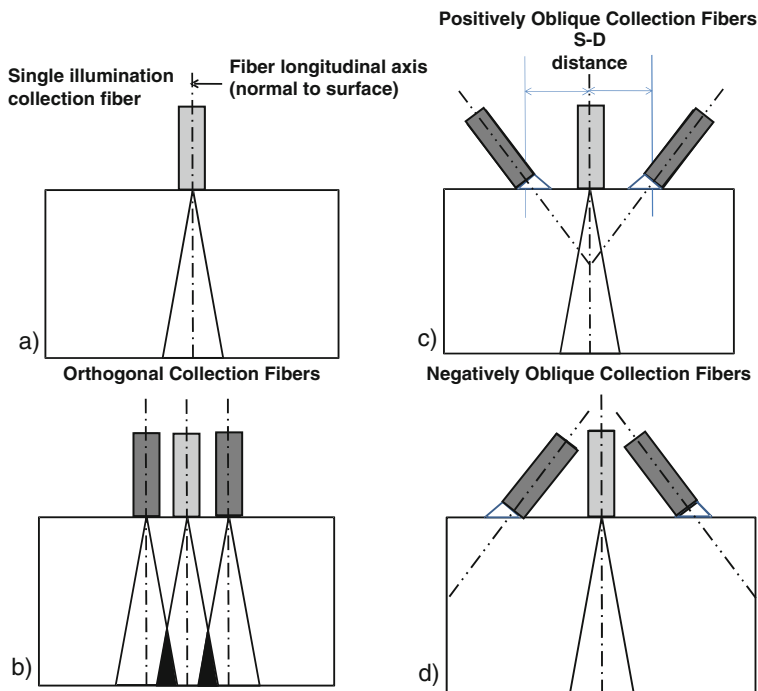 Single illumination
collection fiber
Fiber longitudinal axis
(normal to surface)
a)
Positively Oblique Collection Fibers
S-D
distance
c)
Orthogonal Collection Fibers
b)
Negatively Oblique Collection Fibers
d)